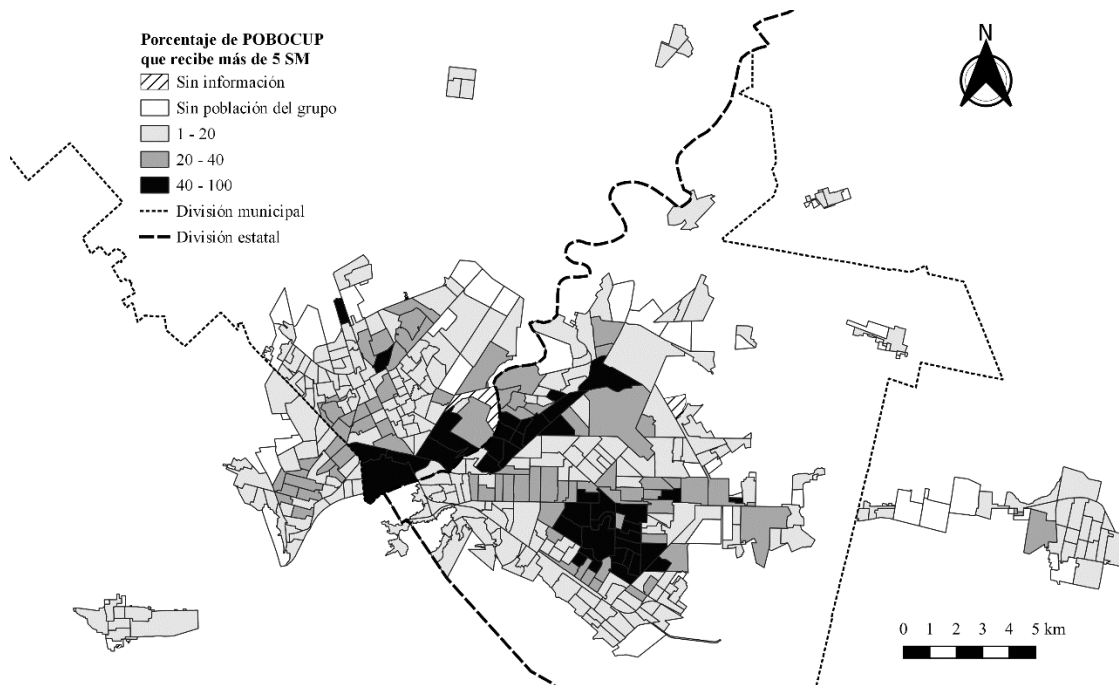 Porcentaje de POBOCUP
que recibe más de 5 SM
Sin información
Sin población del grupo
1 - 20
20 - 40
40 - 100
División municipal
División estatal
N
0 1 2 3 4 5 km